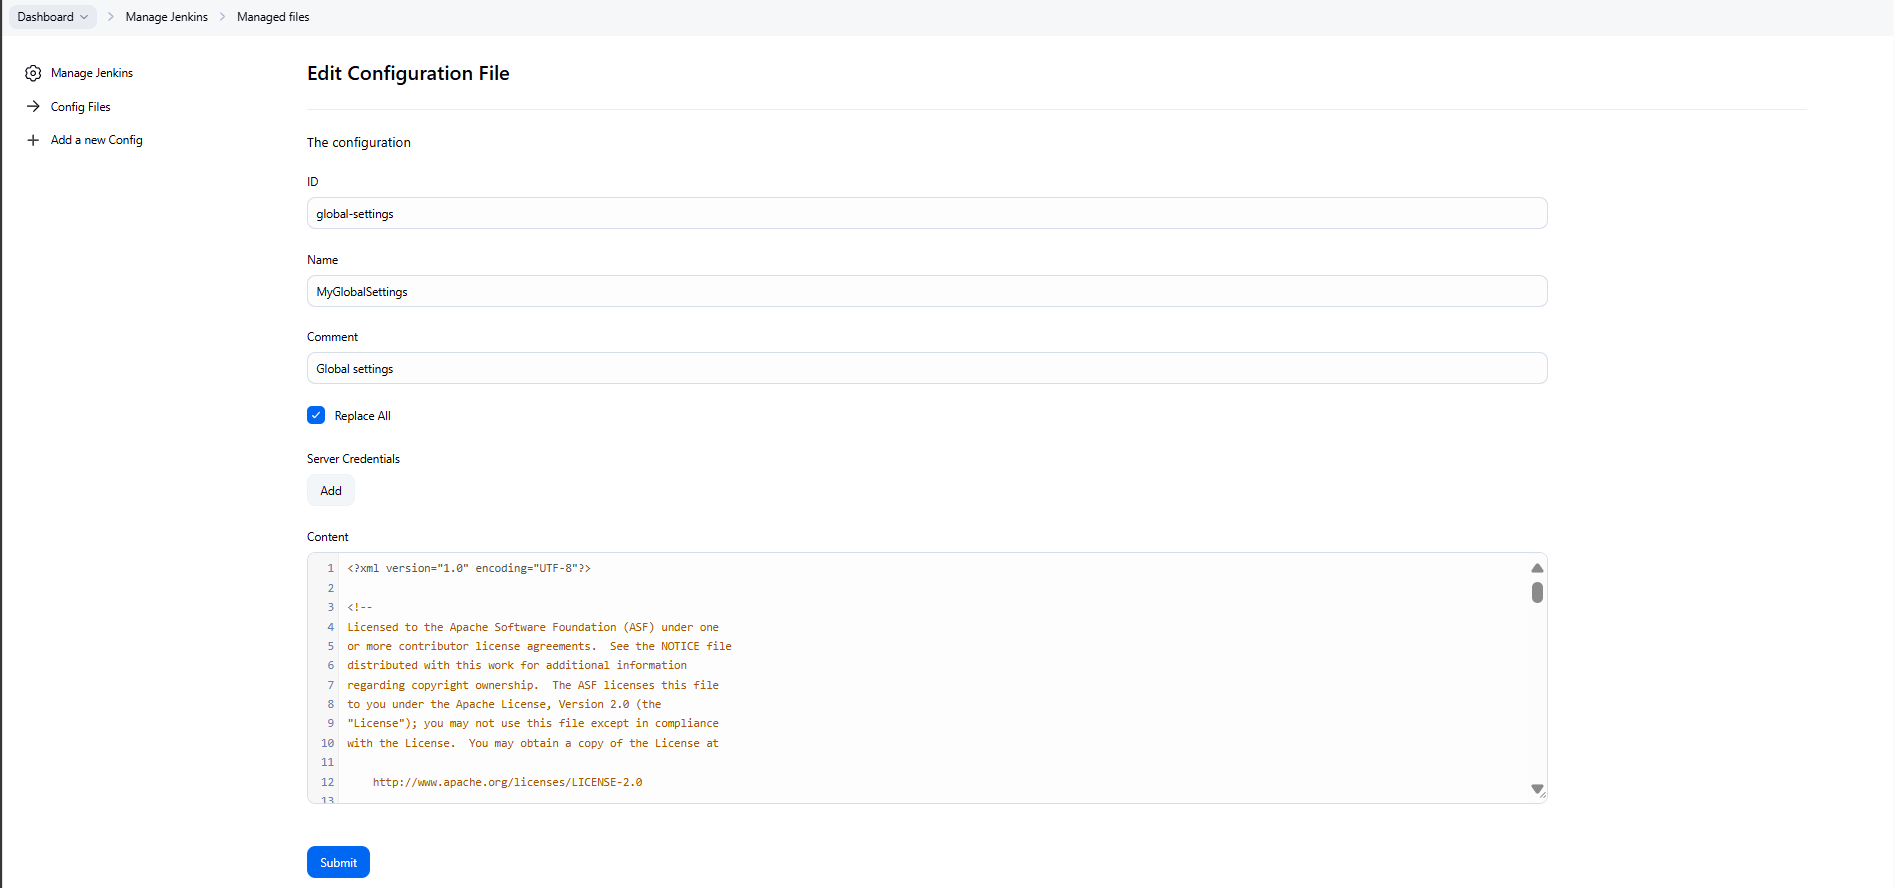 Dashboard Manage Jenkins Managed files
Manage Jenkins
Config Files
Add a new Config
Edit Configuration File
The configuration
ID
global-settings
Name
MyGlobalSettings
Comment
Global settings
Replace All
Server Credentials
Add
Content
1 <?xml version="1.0" encoding="UTF-8"?>
2
3 <!--
4 Licensed to the Apache Software Foundation (ASF) under one
5 or more contributor license agreements.  See the NOTICE file
6 distributed with this work for additional information
7 regarding copyright ownership.  The ASF licenses this file
8 to you under the Apache License, Version 2.0 (the
9 "License"); you may not use this file except in compliance
10 with the License.  You may obtain a copy of the License at
11
12     http://www.apache.org/licenses/LICENSE-2.0
13
Submit